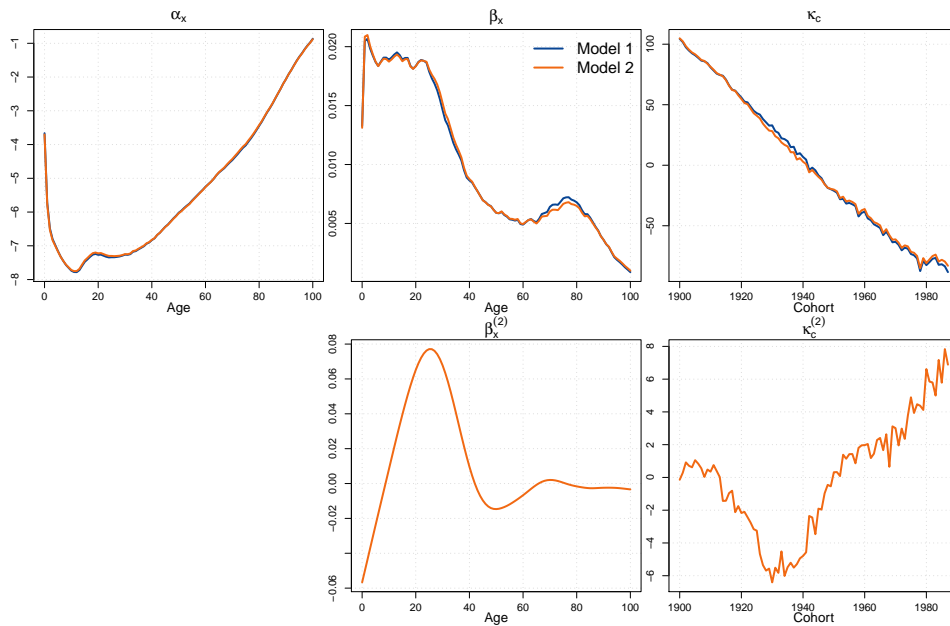 αₓ
-1
-2
-3
-4
-5
-6
-7
-8
0 20 40 60 80 100
Age
βₓ
0.020
0.015
0.010
0.005
Model 1
Model 2
0 20 40 60 80 100
Age
κ_c
100
50
0
-50
1900 1920 1940 1960 1980
Cohort
βₓ⁽²⁾
0.08
0.06
0.04
0.02
0.00
-0.02
-0.06
0 20 40 60 80 100
Age
κ_c⁽²⁾
8
6
4
2
0
-2
-4
-6
1900 1920 1940 1960 1980
Cohort